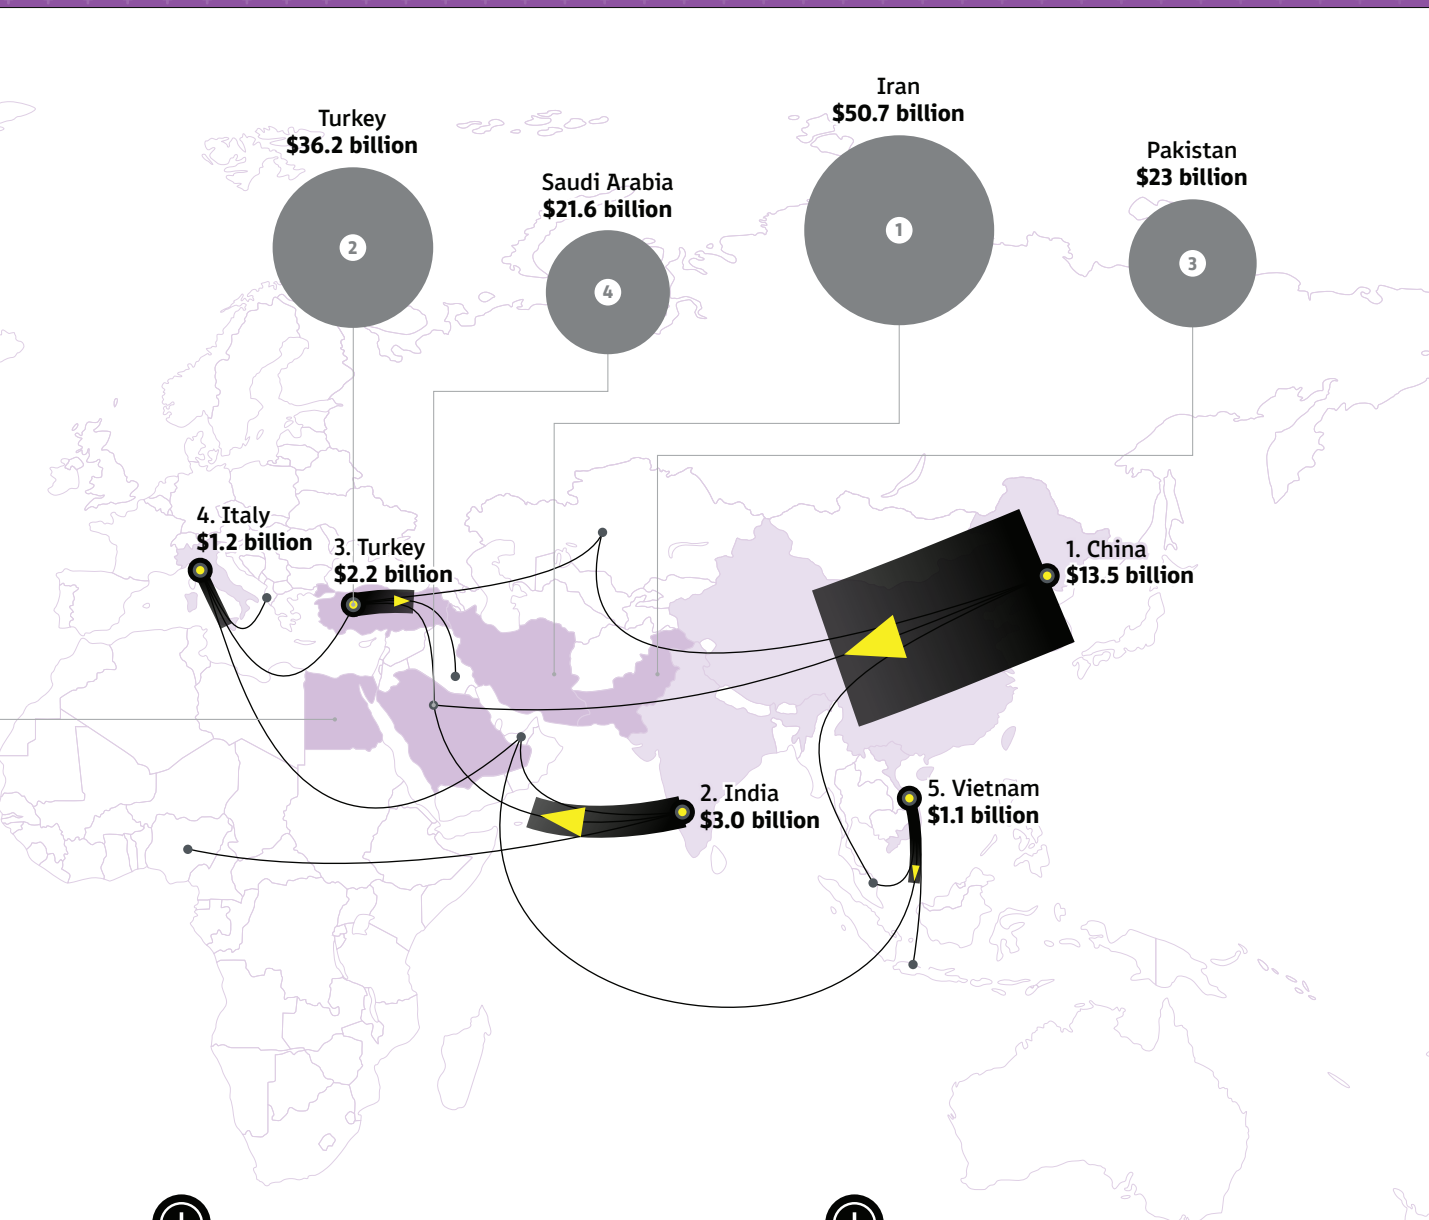 Iran
$50.7 billion
1
Turkey
$36.2 billion
2
Pakistan
$23 billion
3
Saudi Arabia
$21.6 billion
4
4. Italy
$1.2 billion
3. Turkey
$2.2 billion
1. China
$13.5 billion
2. India
$3.0 billion
5. Vietnam
$1.1 billion